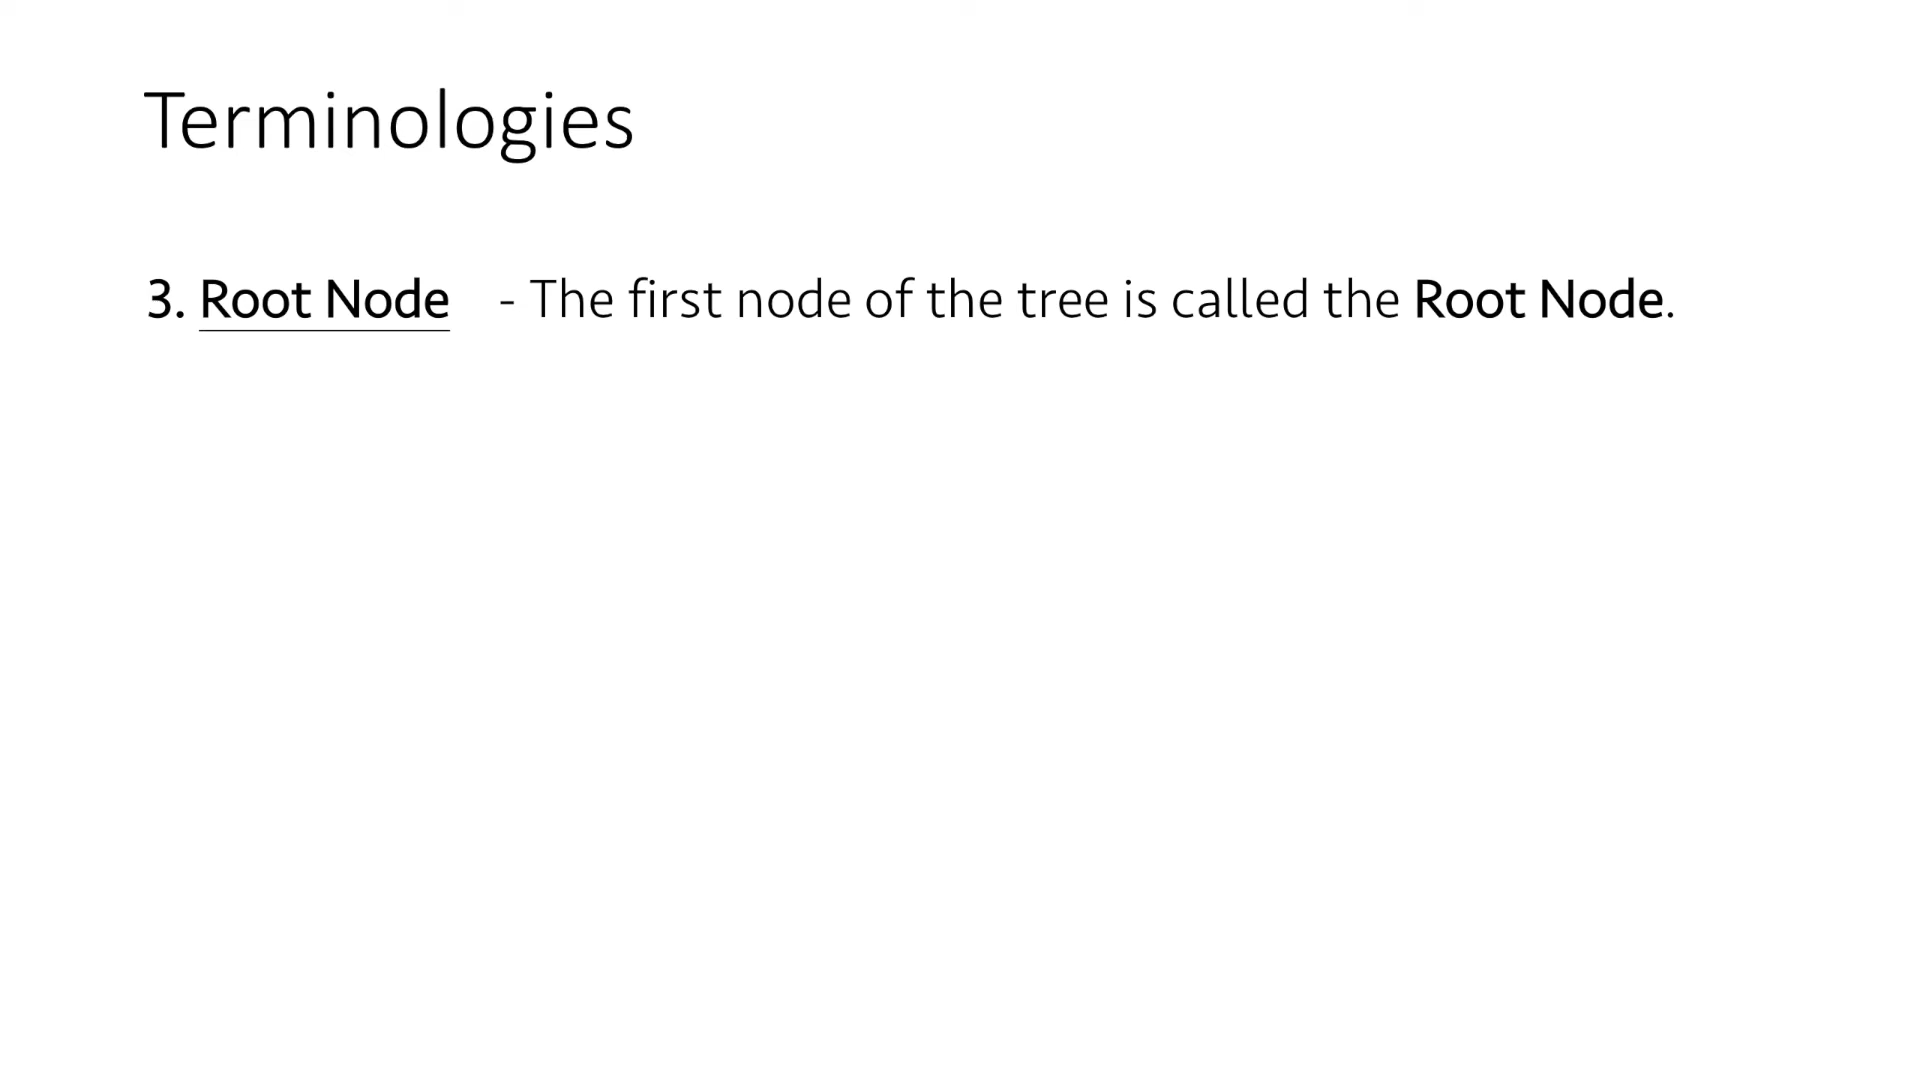 Terminologies
3. Root Node - The first node of the tree is called the Root Node.